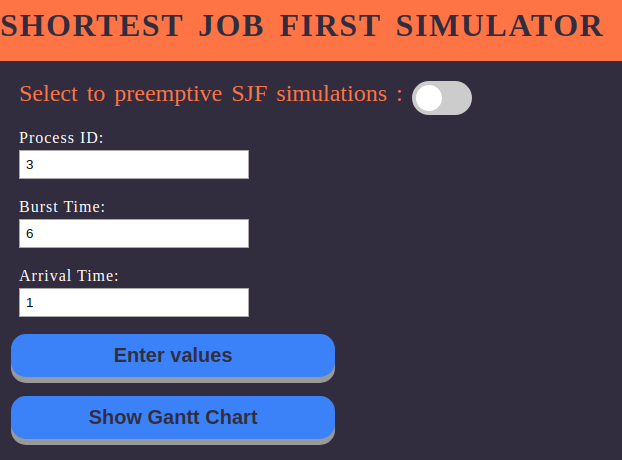 SHORTEST JOB FIRST SIMULATOR
Select to preemptive SJF simulations :
Process ID:
3
Burst Time:
6
Arrival Time:
1
Enter values
Show Gantt Chart